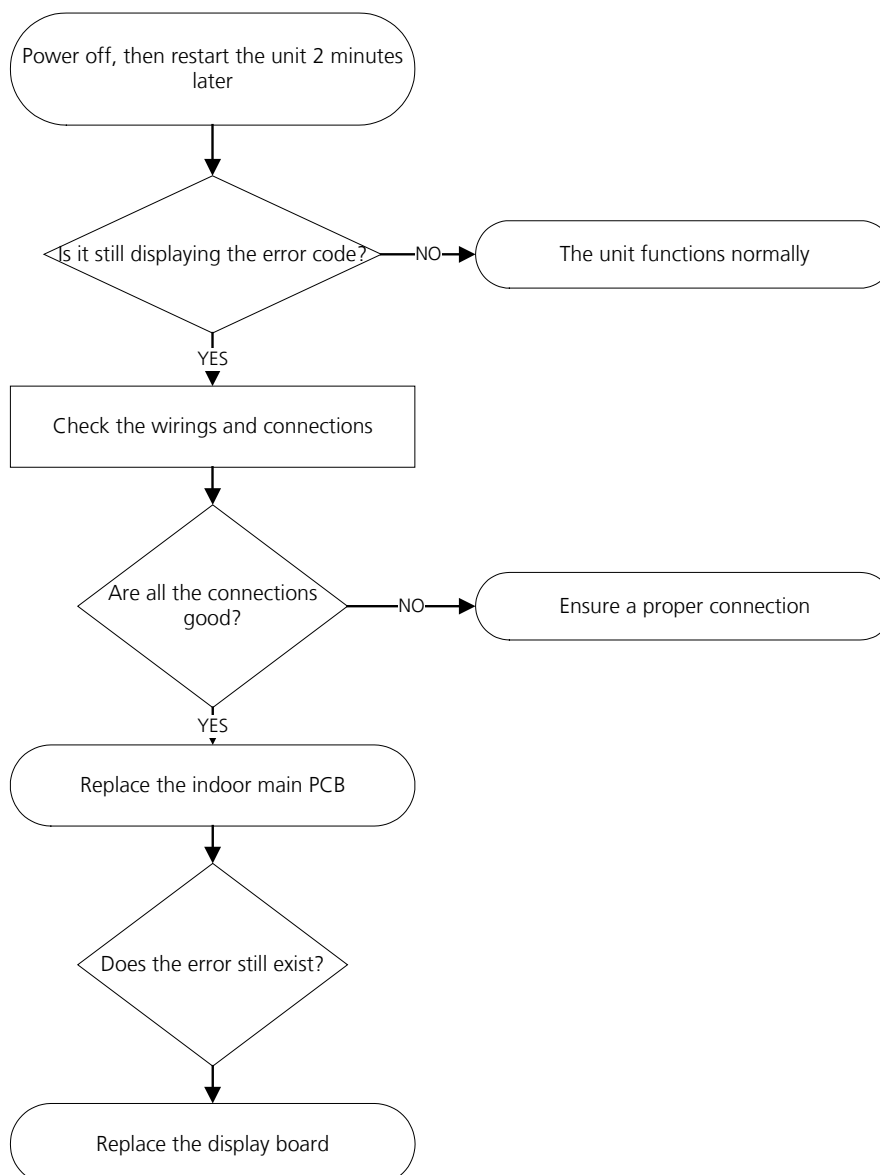 Power off, then restart the unit 2 minutes
later
Is it still displaying the error code?
NO
The unit functions normally
YES
Check the wirings and connections
Are all the connections
good?
NO
Ensure a proper connection
YES
Replace the indoor main PCB
Does the error still exist?
Replace the display board